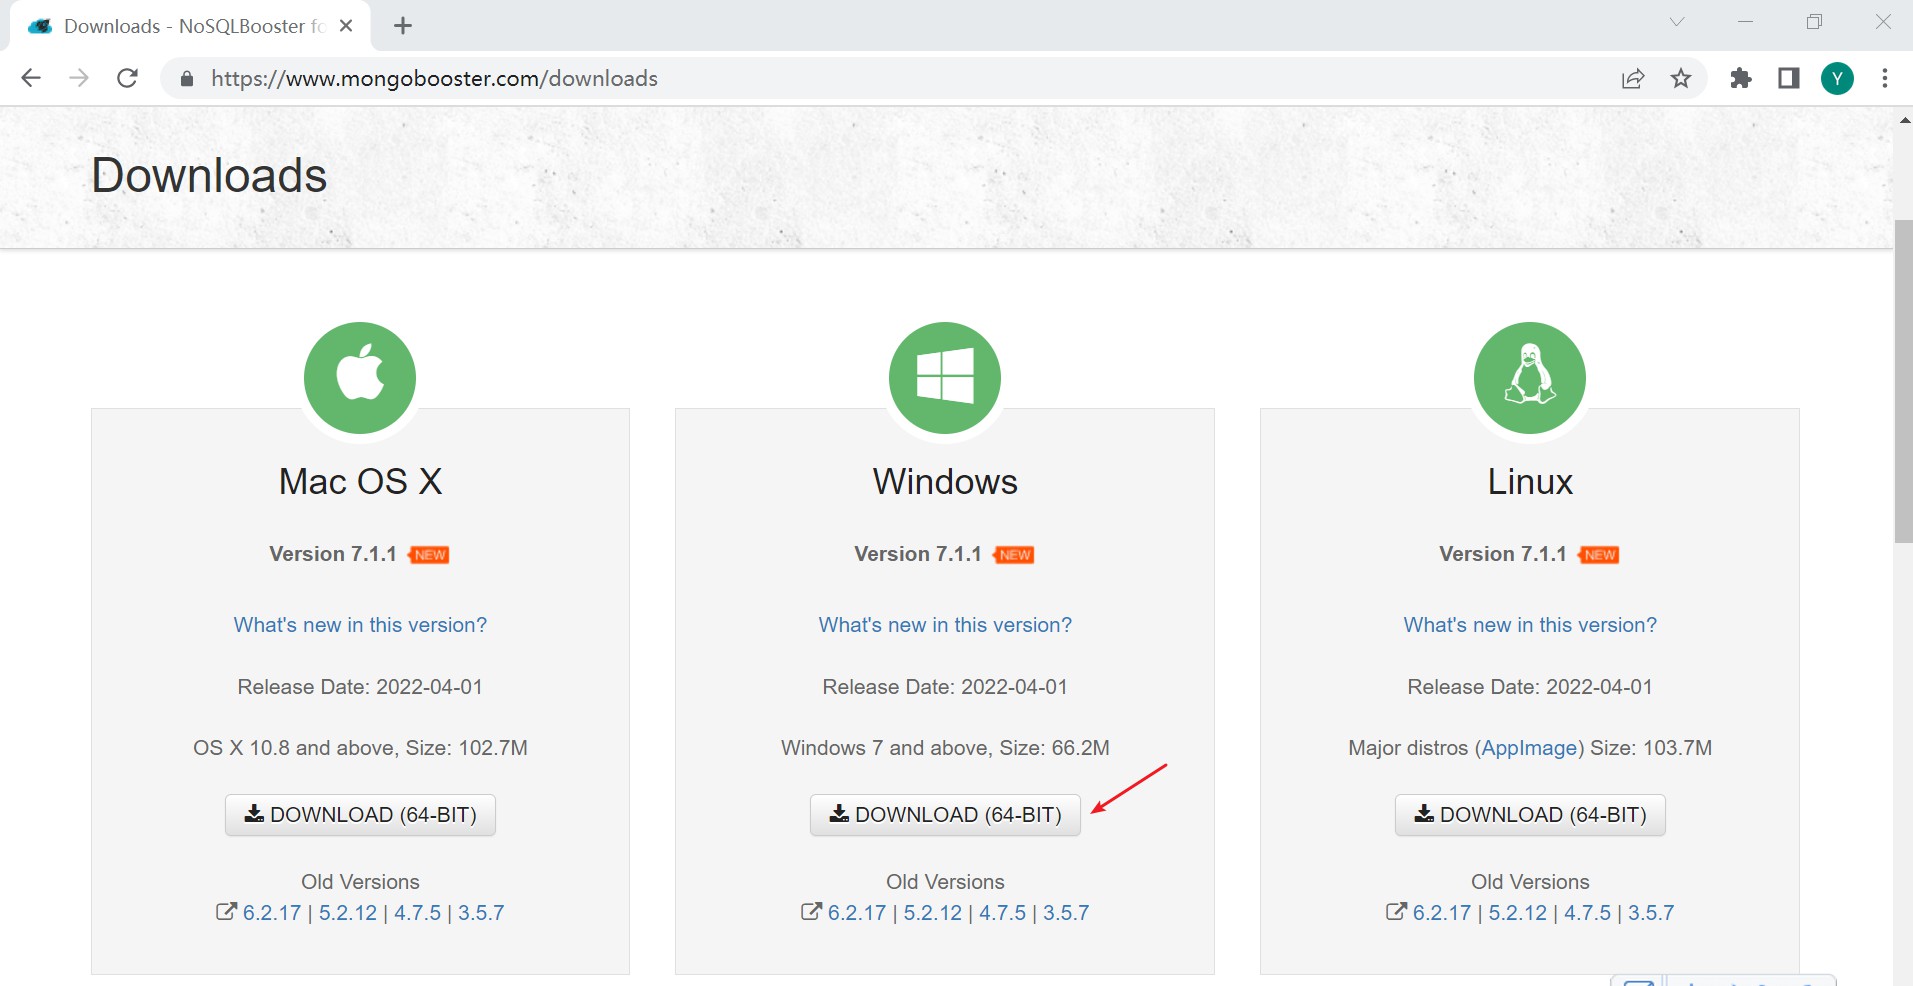 Downloads - NoSQLBooster fo
https://www.mongobooster.com/downloads
Y
Downloads
Mac OS X
Version 7.1.1 NEW
What's new in this version?
Release Date: 2022-04-01
OS X 10.8 and above, Size: 102.7M
DOWNLOAD (64-BIT)
Old Versions
6.2.17 | 5.2.12 | 4.7.5 | 3.5.7
Windows
Version 7.1.1 NEW
What's new in this version?
Release Date: 2022-04-01
Windows 7 and above, Size: 66.2M
DOWNLOAD (64-BIT)
Old Versions
6.2.17 | 5.2.12 | 4.7.5 | 3.5.7
Linux
Version 7.1.1 NEW
What's new in this version?
Release Date: 2022-04-01
Major distros (AppImage) Size: 103.7M
DOWNLOAD (64-BIT)
Old Versions
6.2.17 | 5.2.12 | 4.7.5 | 3.5.7